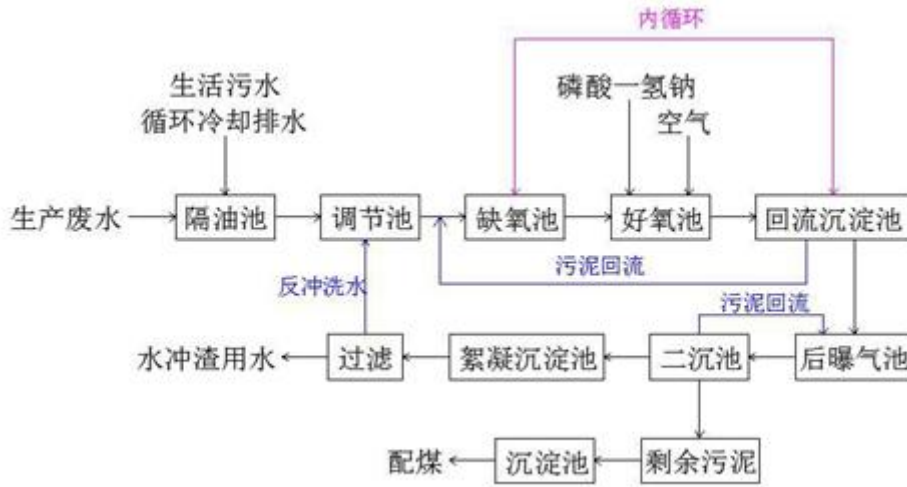 内循环
生活污水
循环冷却排水
磷酸一氢钠
空气
生产废水
隔油池
调节池
缺氧池
好氧池
回流沉淀池
污泥回流
反冲洗水
污泥回流
水冲渣用水
过滤
絮凝沉淀池
二沉池
后曝气池
配煤
沉淀池
剩余污泥